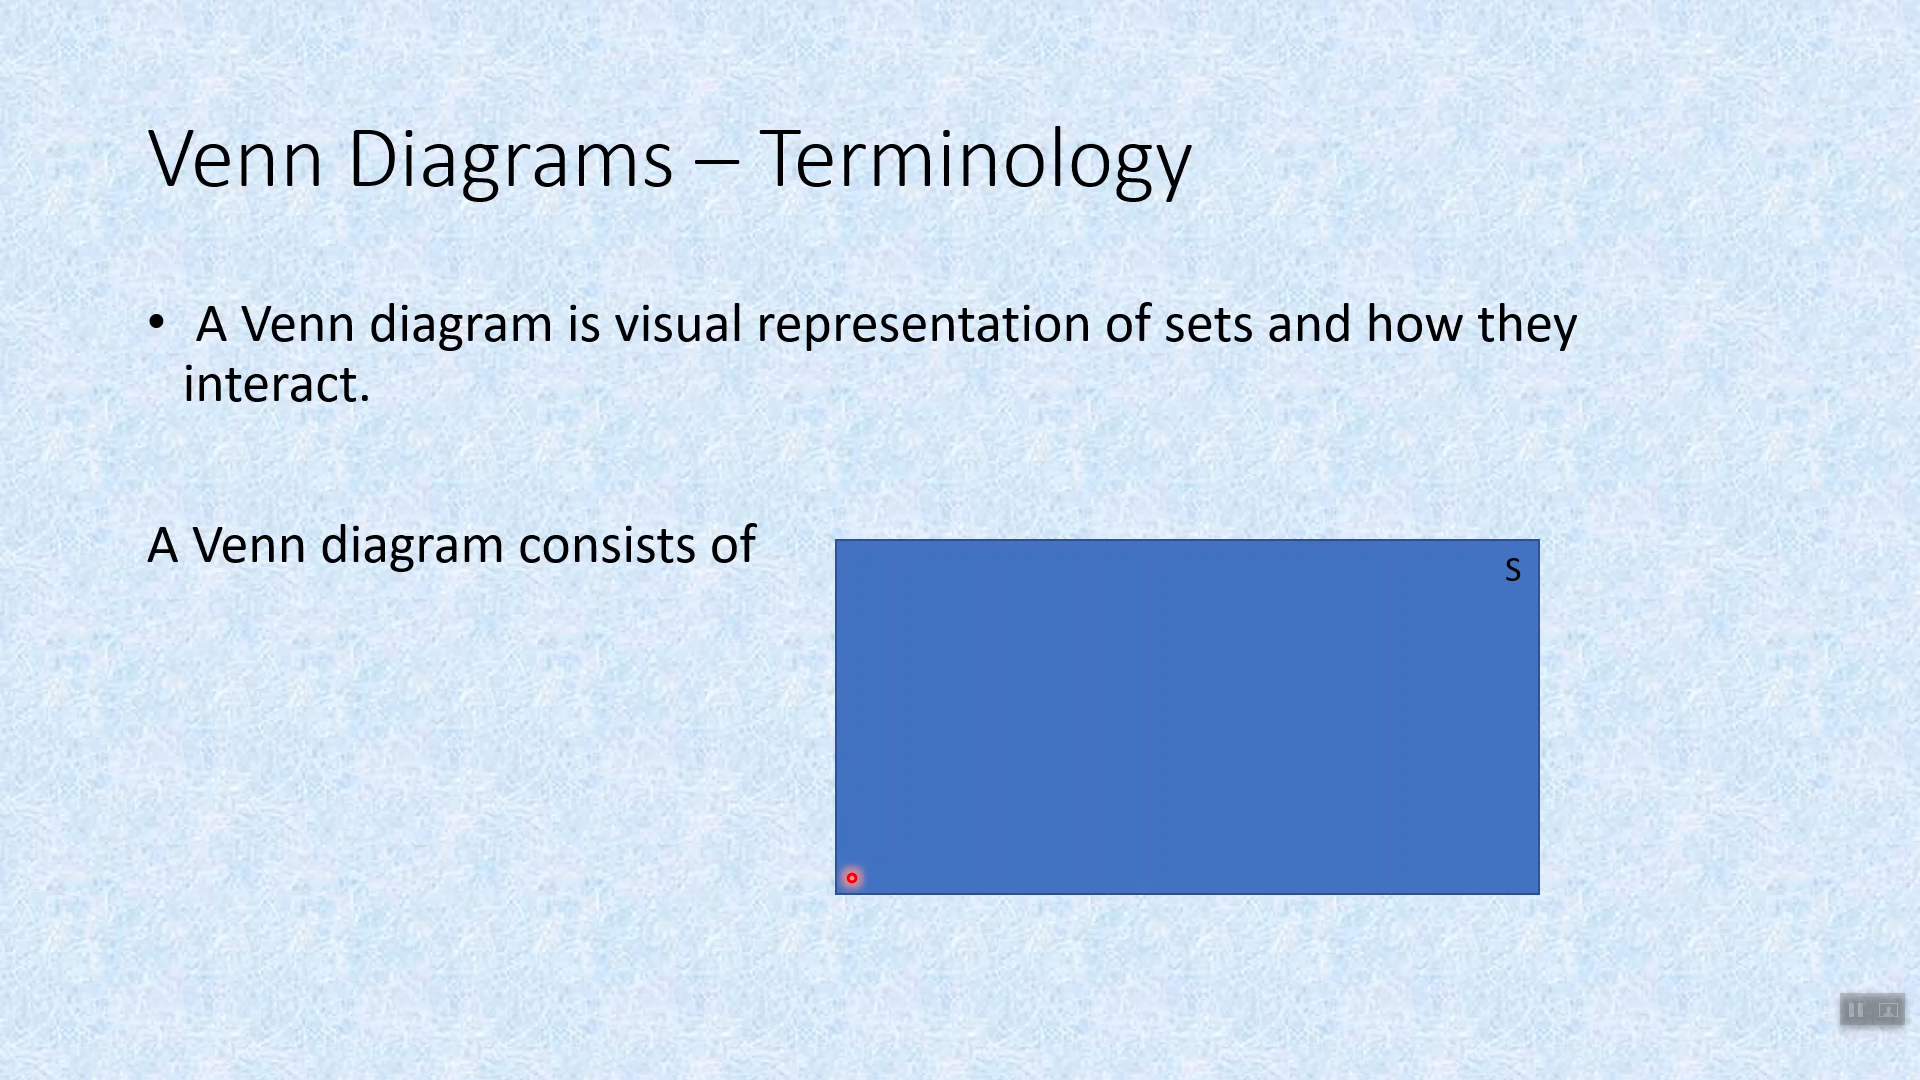 Venn Diagrams – Terminology
• A Venn diagram is visual representation of sets and how they
interact.
A Venn diagram consists of
S